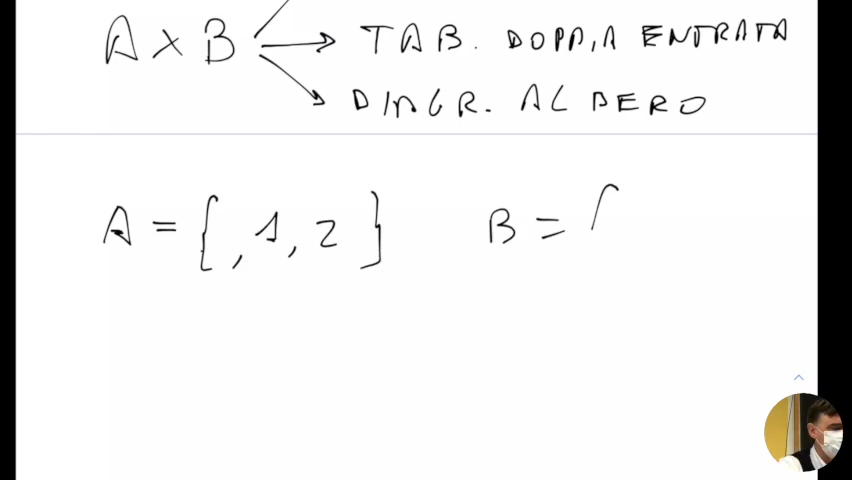 A x B → TAB. DOPPIA ENTRATA
DIAGR. ALBERO
A = { , 1, 2 } B = {